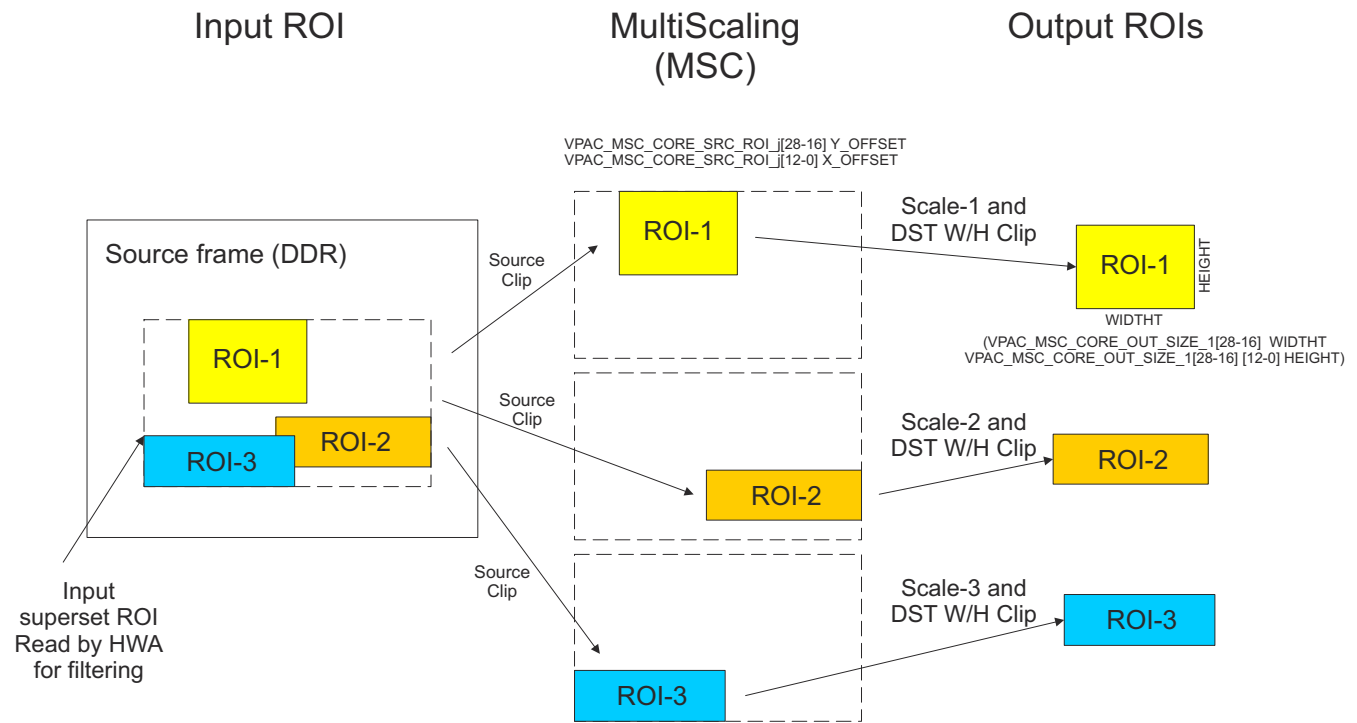 Input ROI
MultiScaling
(MSC)
Output ROIs
VPAC_MSC_CORE_SRC_ROI_j[28-16] Y_OFFSET
VPAC_MSC_CORE_SRC_ROI_j[12-0] X_OFFSET
Source frame (DDR)
ROI-1
ROI-2
ROI-3
Input
superset ROI
Read by HWA
for filtering
Source
Clip
Source
Clip
Source
Clip
ROI-1
ROI-2
ROI-3
Scale-1 and
DST W/H Clip
Scale-2 and
DST W/H Clip
Scale-3 and
DST W/H Clip
ROI-1
HEIGHT
WIDTHT
(VPAC_MSC_CORE_OUT_SIZE_1[28-16] WIDTHT
VPAC_MSC_CORE_OUT_SIZE_1[28-16] [12-0] HEIGHT)
ROI-2
ROI-3